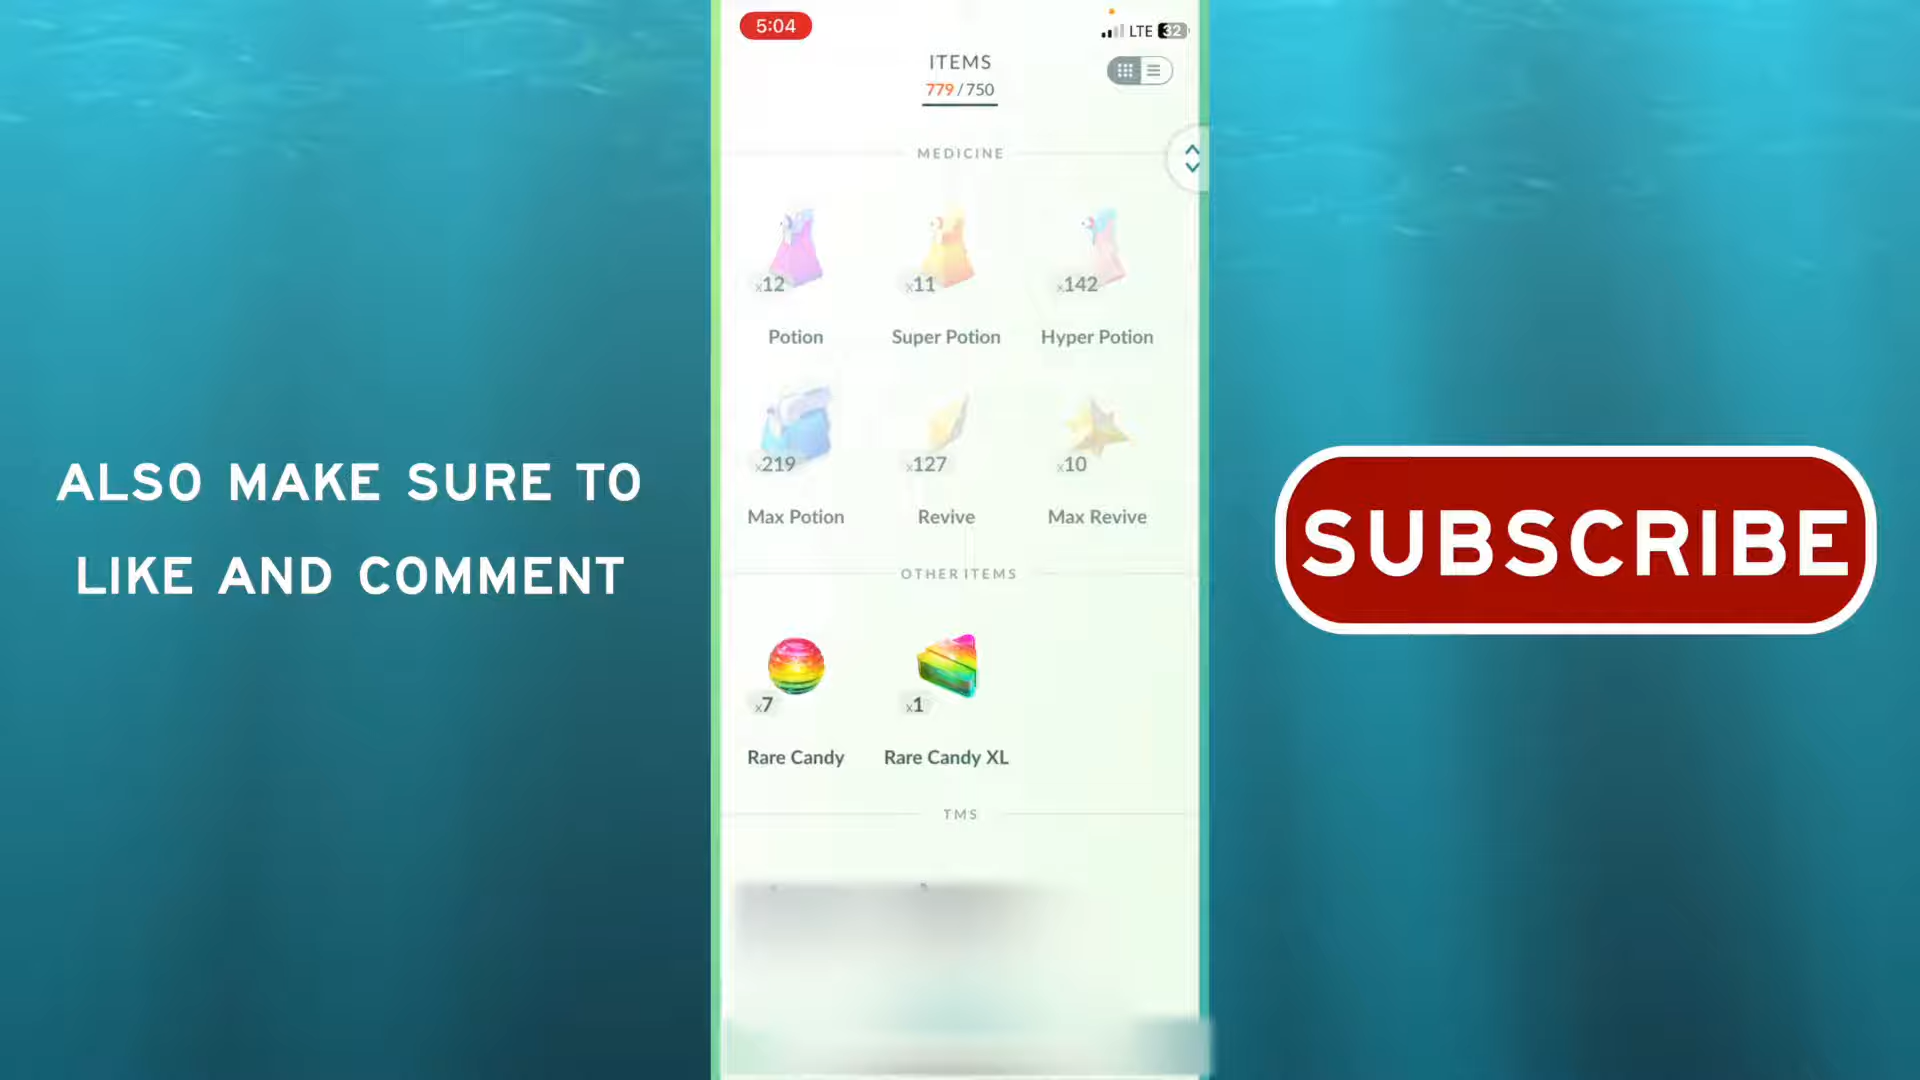 5:04
LTE 32
ITEMS
779 / 750
MEDICINE
x12 x11 x142
Potion Super Potion Hyper Potion
x219 x127 x10
Max Potion Revive Max Revive
OTHER ITEMS
x7 x1
Rare Candy Rare Candy XL
TMS
ALSO MAKE SURE TO
LIKE AND COMMENT
SUBSCRIBE